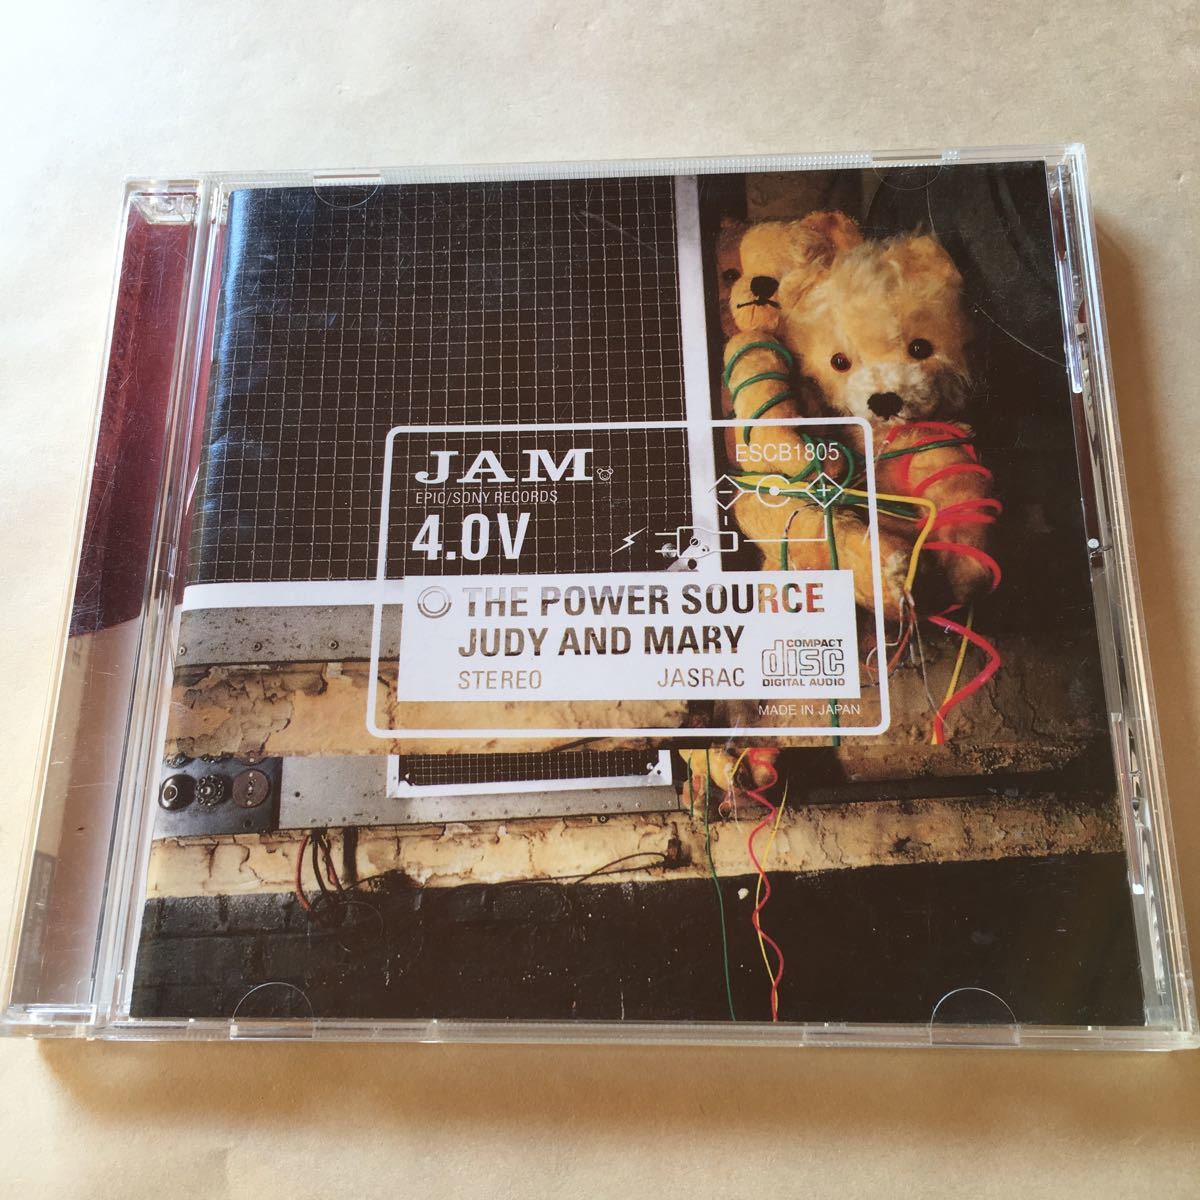 JAM
ESCB1805
EPIC/SONY RECORDS
4.0V
THE POWER SOURCE
JUDY AND MARY
STEREO JASRAC COMPACT disc DIGITAL AUDIO
MADE IN JAPAN